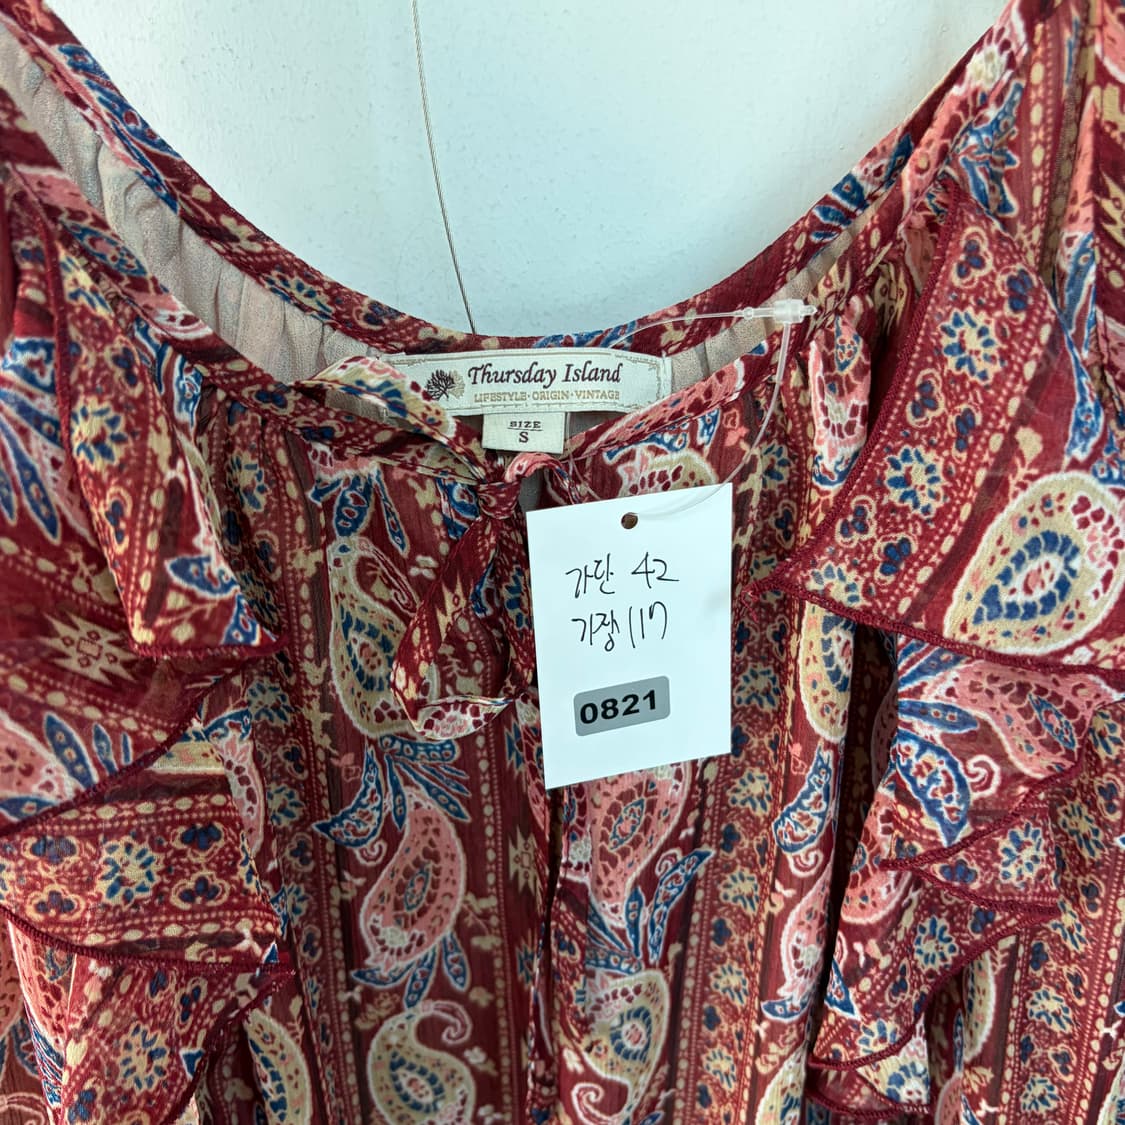 Thursday Island
LIFESTYLE·ORIGIN·VINTAGE
SIZE
S
가단 42
기장 117
0821